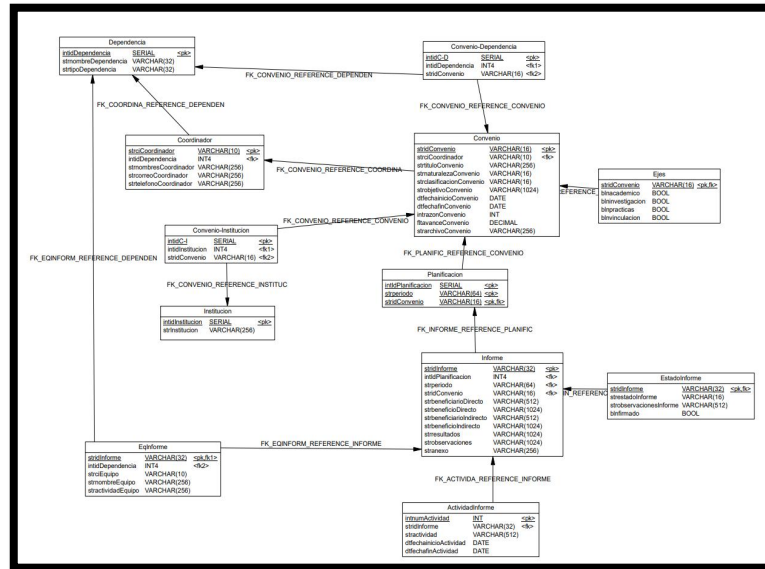 Dependencia
intidDependencia SERIAL <pk>
strnombreDependencia VARCHAR(32)
strtipoDependencia VARCHAR(32)
Convenio-Dependencia
intidC-D SERIAL <pk>
intidDependencia INT4 <fk1>
stridConvenio VARCHAR(16) <fk2>
FK_CONVENIO_REFERENCE_DEPENDEN
FK_COORDINA_REFERENCE_DEPENDEN
FK_CONVENIO_REFERENCE_CONVENIO
Coordinador
strciCoordinador VARCHAR(10) <pk>
intidDependencia INT4 <fk>
strnombresCoordinador VARCHAR(256)
strcorreoCoordinador VARCHAR(256)
strtelefonoCoordinador VARCHAR(256)
FK_CONVENIO_REFERENCE_COORDINA
Convenio
stridConvenio VARCHAR(16) <pk>
strciCoordinador VARCHAR(10) <fk>
strtituloConvenio VARCHAR(256)
strnaturalezaConvenio VARCHAR(16)
strclasificacionConvenio VARCHAR(16)
strobjetivoConvenio VARCHAR(1024)
dtfechainicioConvenio DATE
dtfechafinConvenio DATE
intrazonConvenio INT
fltavanceConvenio DECIMAL
strarchivoConvenio VARCHAR(256)
Ejes
stridConvenio VARCHAR(16) <pk,fk>
blnacademico BOOL
blninvestigacion BOOL
blnpracticas BOOL
blnvinculacion BOOL
REFERENCE_
FK_CONVENIO_REFERENCE_CONVENIO
Convenio-Institucion
intidC-I SERIAL <pk>
intidInstitucion INT4 <fk1>
stridConvenio VARCHAR(16) <fk2>
FK_EQINFORM_REFERENCE_DEPENDEN
FK_PLANIFIC_REFERENCE_CONVENIO
FK_CONVENIO_REFERENCE_INSTITUC
Planificacion
intIdPlanificacion SERIAL <pk>
strperiodo VARCHAR(64) <pk>
stridConvenio VARCHAR(16) <pk,fk>
Institucion
intidInstitucion SERIAL <pk>
strInstitucion VARCHAR(256)
FK_INFORME_REFERENCE_PLANIFIC
Informe
stridInforme VARCHAR(32) <pk>
intIdPlanificacion INT4 <fk>
strperiodo VARCHAR(64) <fk>
stridConvenio VARCHAR(16) <fk>
strbeneficiarioDirecto VARCHAR(512)
strbeneficioDirecto VARCHAR(1024)
strbeneficiarioIndirecto VARCHAR(512)
strbeneficioIndirecto VARCHAR(1024)
strresultados VARCHAR(1024)
strobservaciones VARCHAR(1024)
stranexo VARCHAR(256)
EstadoInforme
stridInforme VARCHAR(32) <pk,fk>
strestadoInforme VARCHAR(16)
strobservacionesInforme VARCHAR(512)
blnfirmado BOOL
IN_REFERENC
FK_EQINFORM_REFERENCE_INFORME
EqInforme
stridInforme VARCHAR(32) <pk,fk1>
intidDependencia INT4 <fk2>
strciEquipo VARCHAR(10)
strnombreEquipo VARCHAR(256)
stractividadEquipo VARCHAR(256)
FK_ACTIVIDA_REFERENCE_INFORME
ActividadInforme
intnumActividad INT <pk>
stridInforme VARCHAR(32) <fk>
stractividad VARCHAR(512)
dtfechainicioActividad DATE
dtfechafinActividad DATE